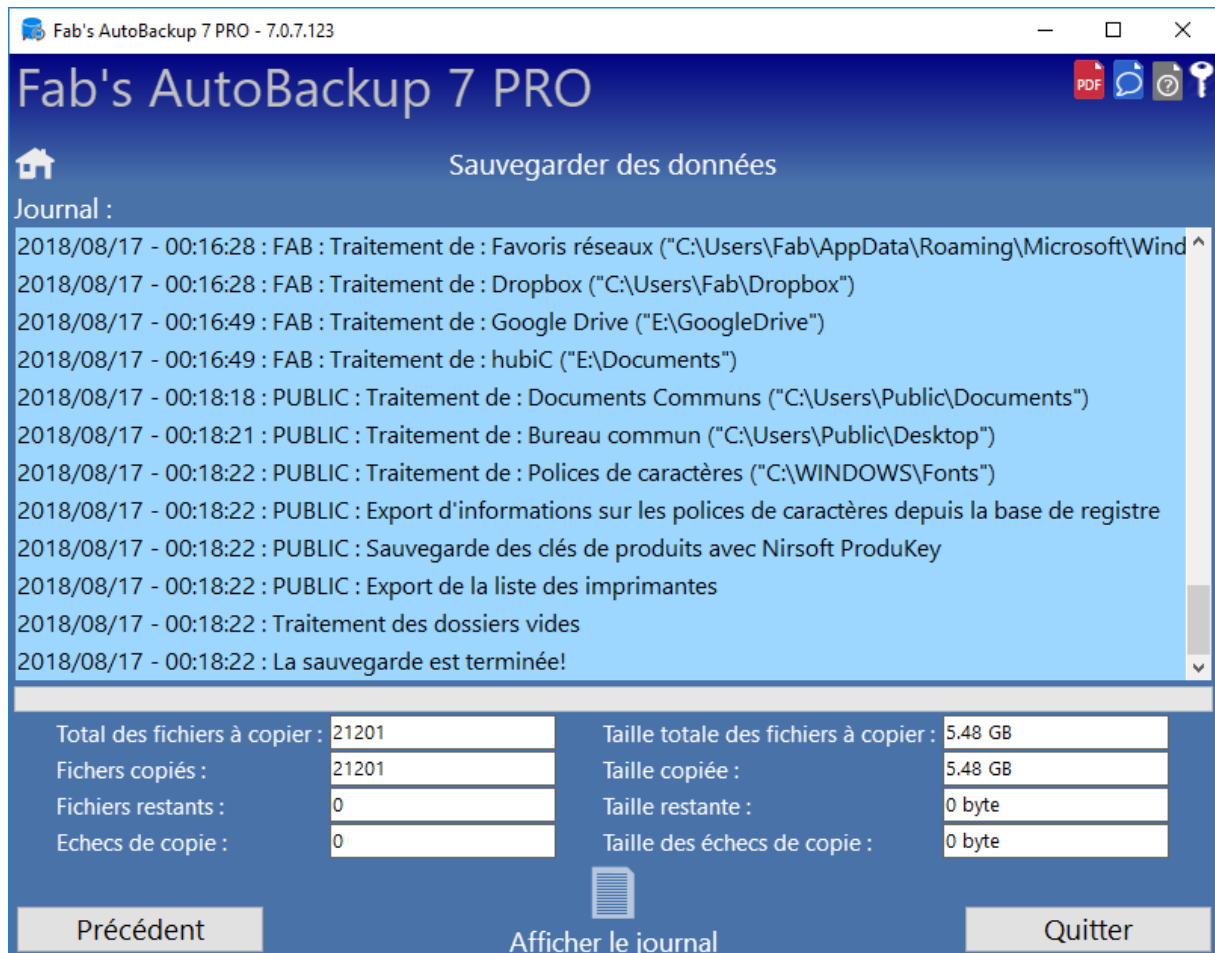 Fab's AutoBackup 7 PRO - 7.0.7.123
Fab's AutoBackup 7 PRO
PDF
Sauvegarder des données
Journal :
2018/08/17 - 00:16:28 : FAB : Traitement de : Favoris réseaux ("C:\Users\Fab\AppData\Roaming\Microsoft\Wind
2018/08/17 - 00:16:28 : FAB : Traitement de : Dropbox ("C:\Users\Fab\Dropbox")
2018/08/17 - 00:16:49 : FAB : Traitement de : Google Drive ("E:\GoogleDrive")
2018/08/17 - 00:16:49 : FAB : Traitement de : hubiC ("E:\Documents")
2018/08/17 - 00:18:18 : PUBLIC : Traitement de : Documents Communs ("C:\Users\Public\Documents")
2018/08/17 - 00:18:21 : PUBLIC : Traitement de : Bureau commun ("C:\Users\Public\Desktop")
2018/08/17 - 00:18:22 : PUBLIC : Traitement de : Polices de caractères ("C:\WINDOWS\Fonts")
2018/08/17 - 00:18:22 : PUBLIC : Export d'informations sur les polices de caractères depuis la base de registre
2018/08/17 - 00:18:22 : PUBLIC : Sauvegarde des clés de produits avec Nirsoft ProduKey
2018/08/17 - 00:18:22 : PUBLIC : Export de la liste des imprimantes
2018/08/17 - 00:18:22 : Traitement des dossiers vides
2018/08/17 - 00:18:22 : La sauvegarde est terminée!
Total des fichiers à copier : 21201 Taille totale des fichiers à copier : 5.48 GB
Fichers copiés : 21201 Taille copiée : 5.48 GB
Fichiers restants : 0 Taille restante : 0 byte
Echecs de copie : 0 Taille des échecs de copie : 0 byte
Précédent
Afficher le journal
Quitter